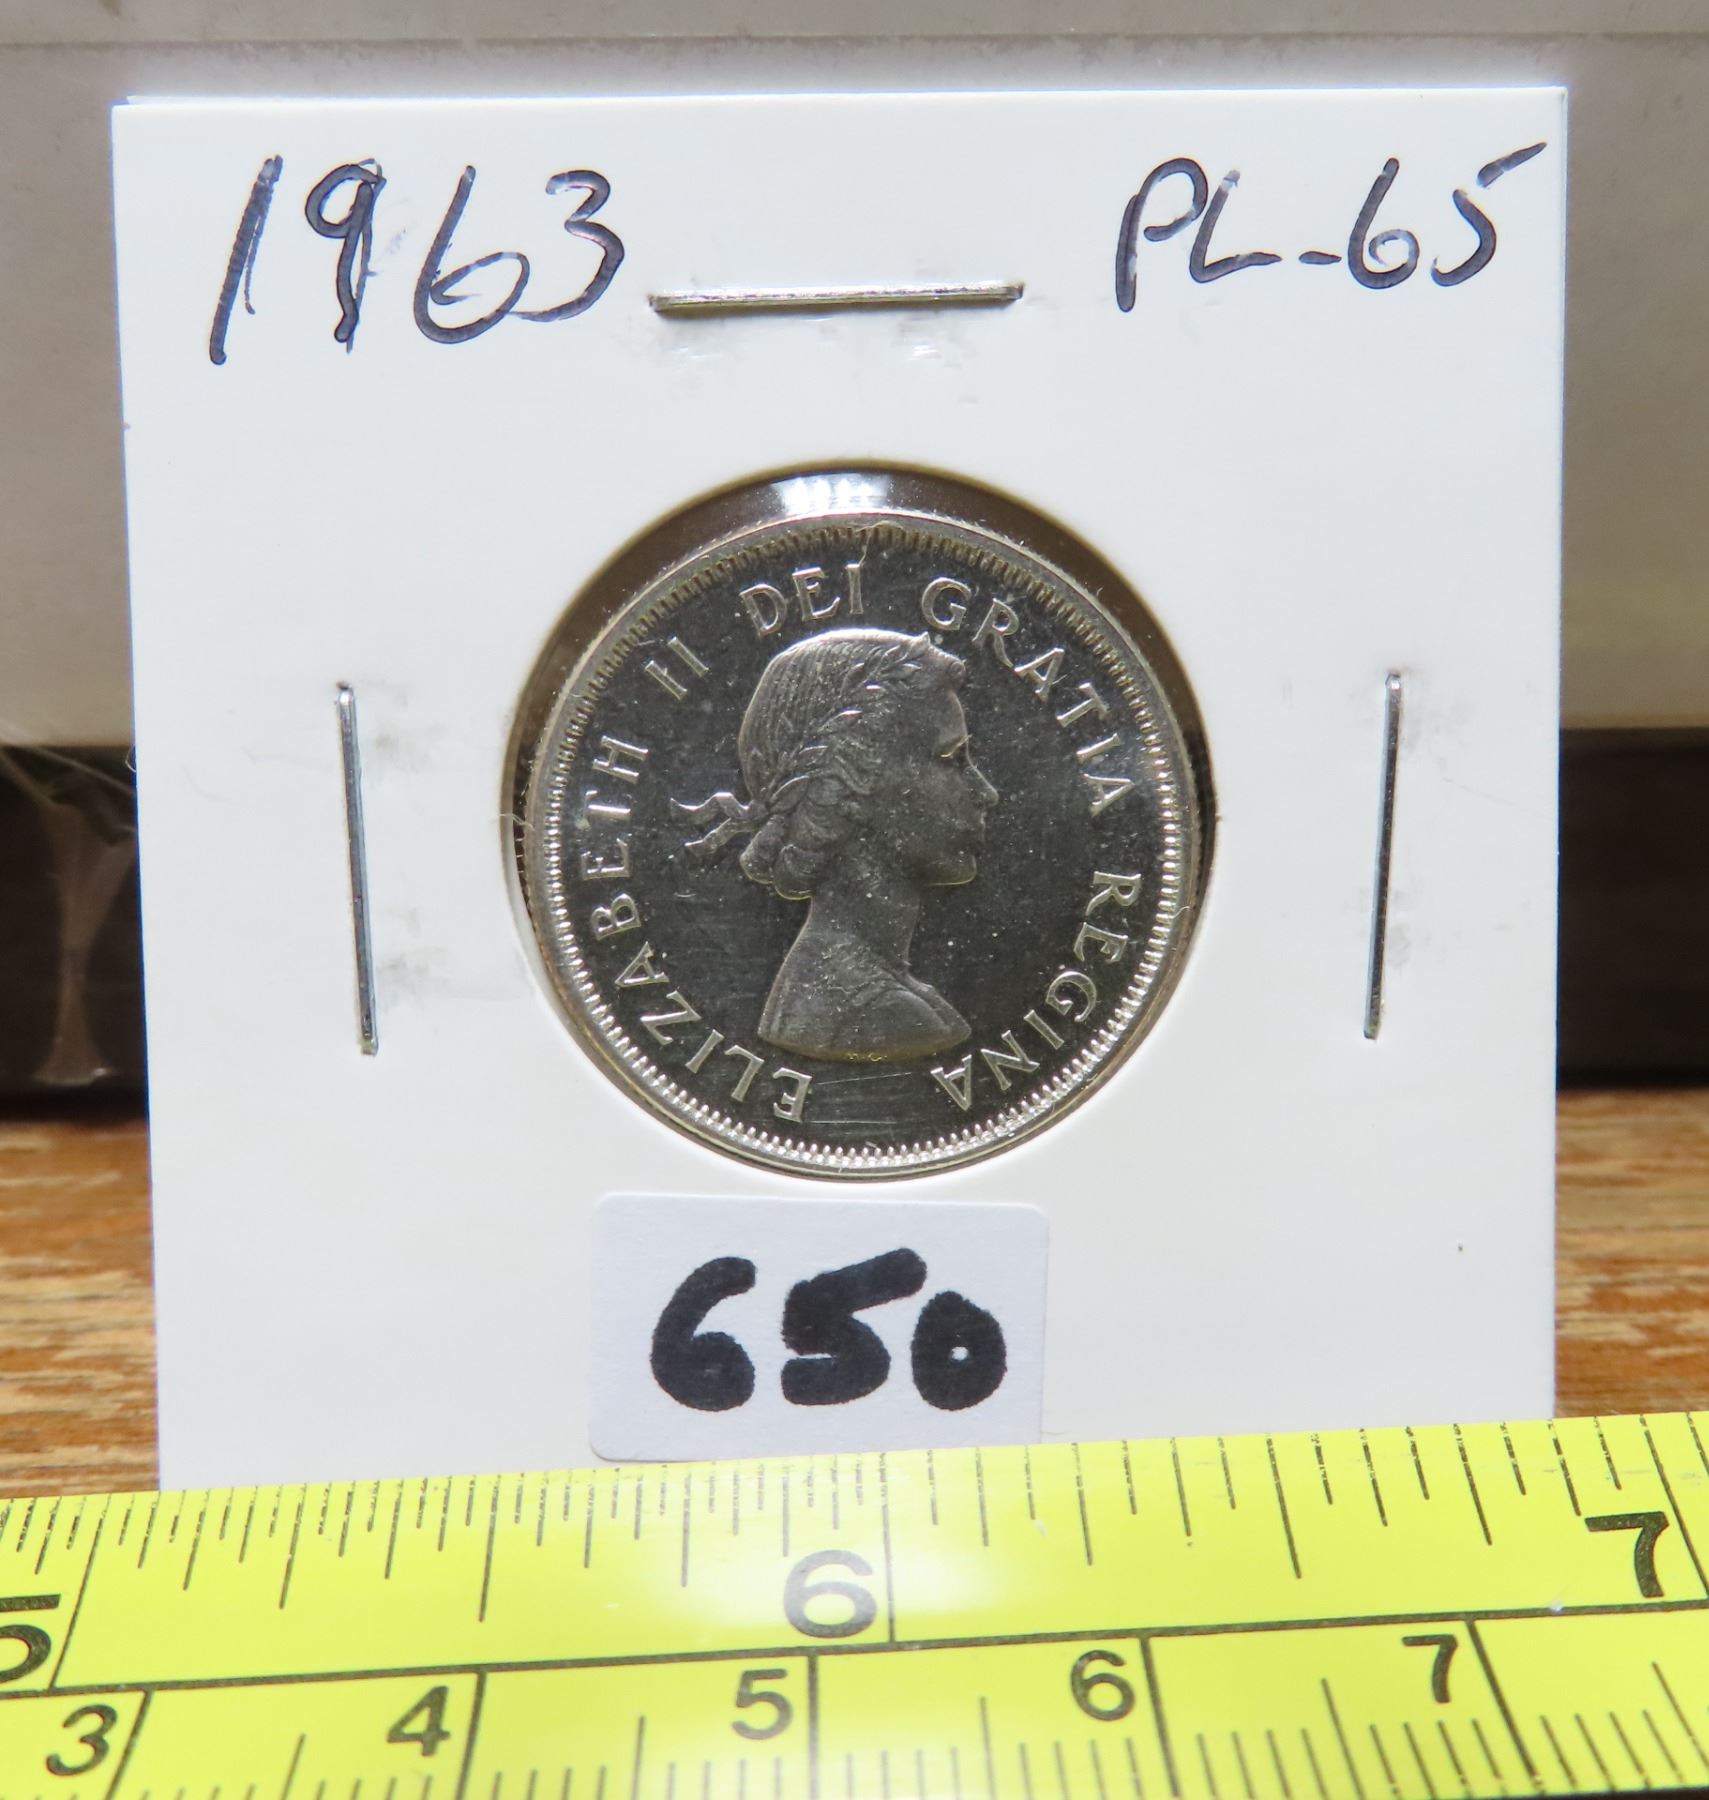 1963 PL-65
ELIZABETH II DEI GRATIA REGINA
650
5 6 7
3 4 5 6 7